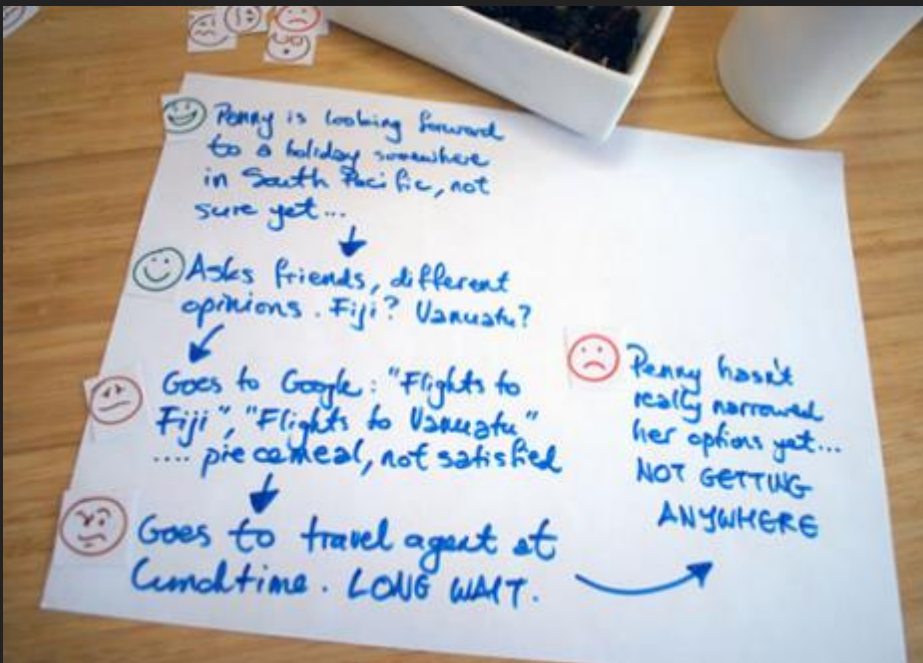 Penny is looking forward
to a holiday somewhere
in South Pacific, not
sure yet...
Asks friends, different
opinions. Fiji? Vanuatu?
Goes to Google: "Flights to
Fiji", "Flights to Vanuatu"
.... piecemeal, not satisfied
Goes to travel agent at
lunchtime. LONG WAIT.
Penny hasn't
really narrowed
her options yet...
NOT GETTING
ANYWHERE